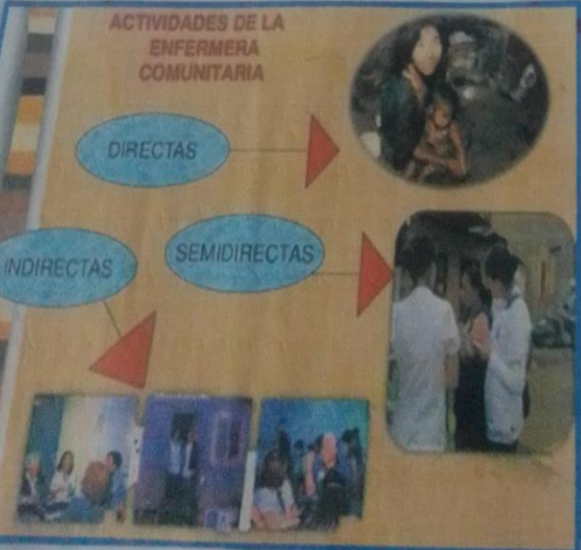 ACTIVIDADES DE LA
ENFERMERA
COMUNITARIA
DIRECTAS
INDIRECTAS
SEMIDIRECTAS